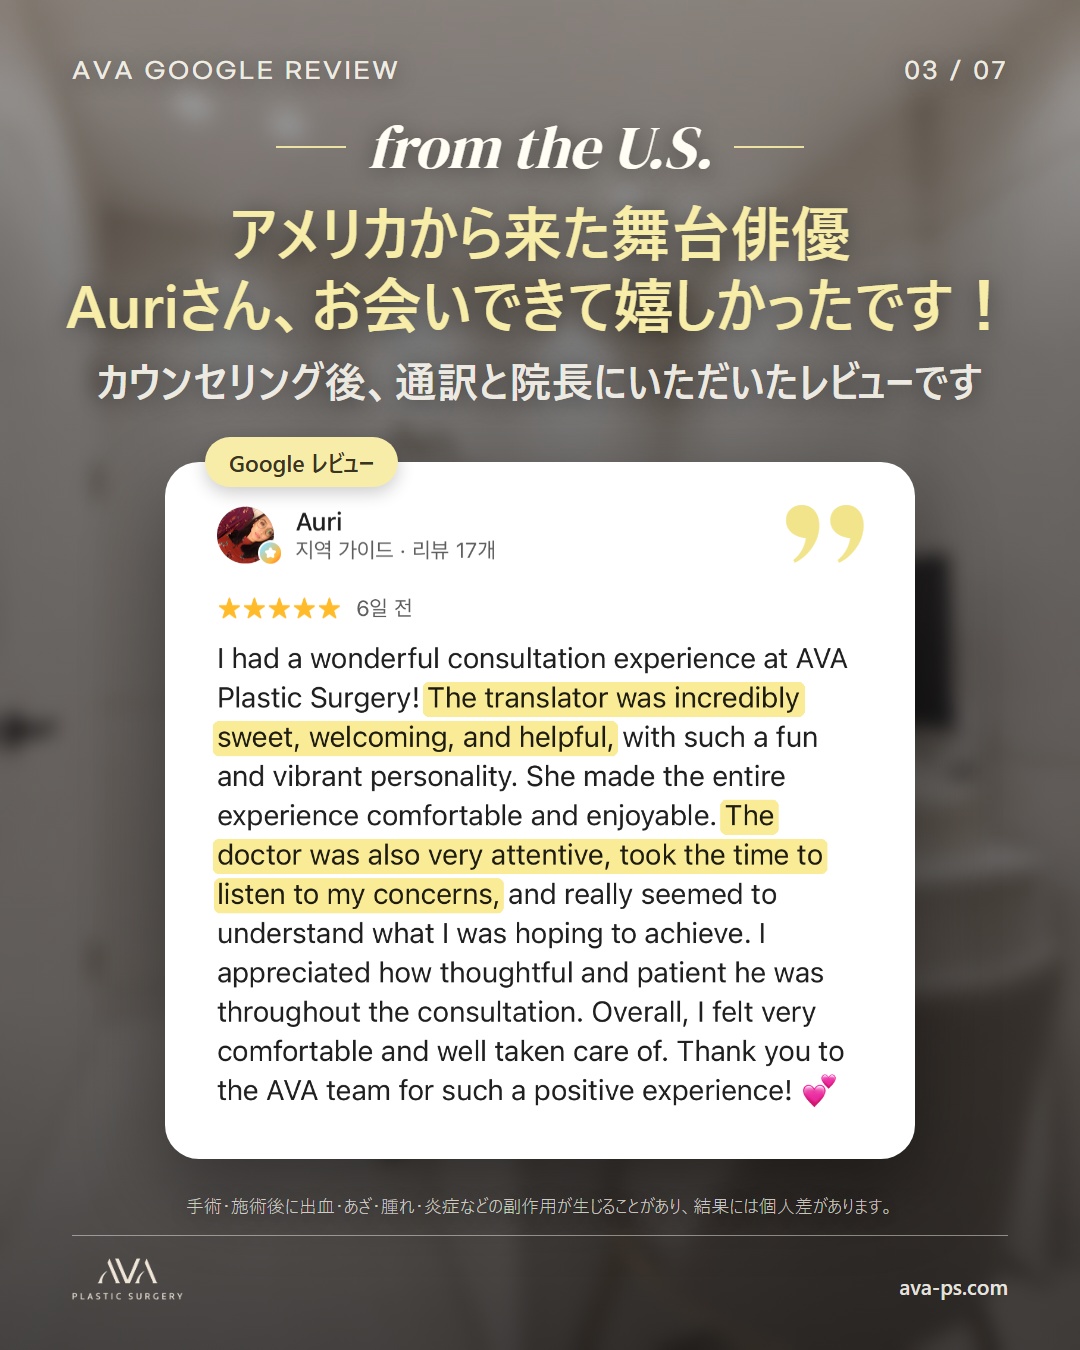 AVA GOOGLE REVIEW
03 / 07
from the U.S.
アメリカから来た舞台俳優
Auriさん、お会いできて嬉しかったです！
カウンセリング後、通訳と院長にいただいたレビューです
Google レビュー
Auri
지역 가이드 · 리뷰 17개
6일 전
I had a wonderful consultation experience at AVA
Plastic Surgery! The translator was incredibly
sweet, welcoming, and helpful, with such a fun
and vibrant personality. She made the entire
experience comfortable and enjoyable. The
doctor was also very attentive, took the time to
listen to my concerns, and really seemed to
understand what I was hoping to achieve. I
appreciated how thoughtful and patient he was
throughout the consultation. Overall, I felt very
comfortable and well taken care of. Thank you to
the AVA team for such a positive experience! 💕
手術・施術後に出血・あざ・腫れ・炎症などの副作用が生じることがあり、結果には個人差があります。
AVA
PLASTIC SURGERY
ava-ps.com